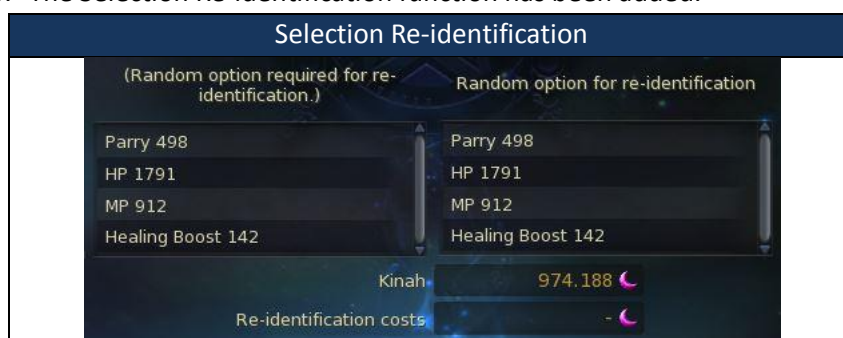 The Selection Re-identification function has been added.
Selection Re-identification
(Random option required for re-
identification.)
Random option for re-identification
Parry 498
HP 1791
MP 912
Healing Boost 142
Parry 498
HP 1791
MP 912
Healing Boost 142
Kinah 974.188
Re-identification costs -